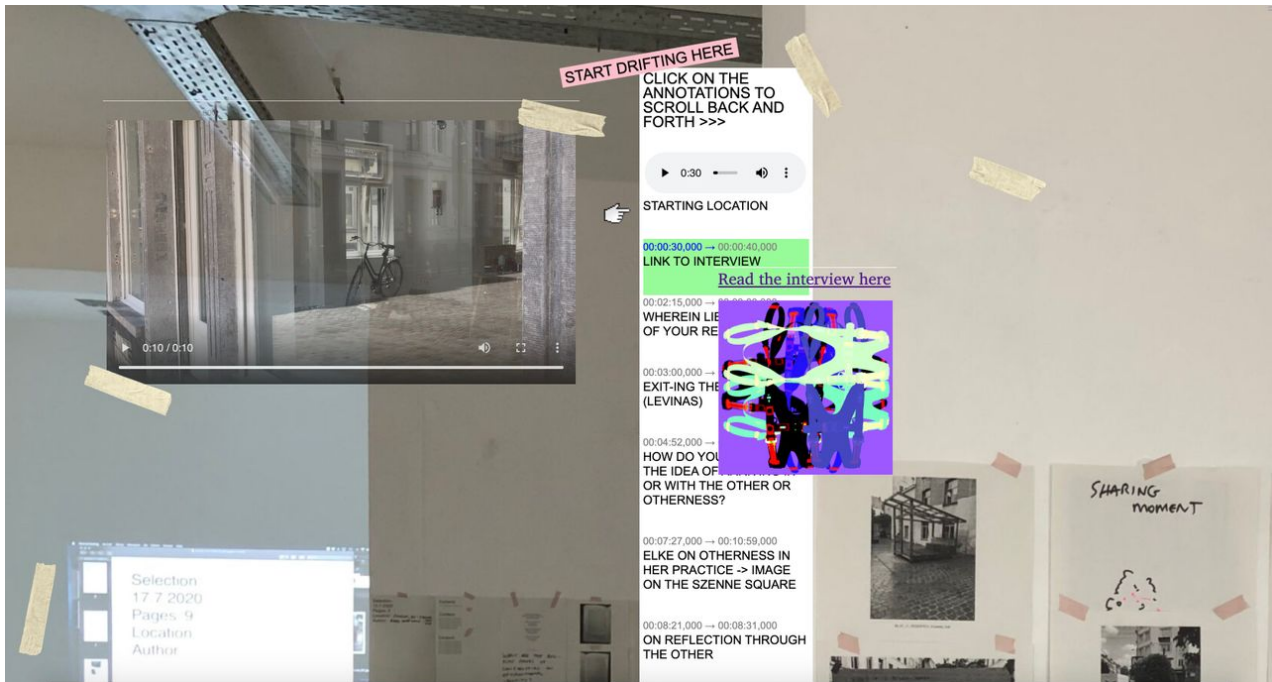 START DRIFTING HERE
CLICK ON THE
ANNOTATIONS TO
SCROLL BACK AND
FORTH >>>
0:30
STARTING LOCATION
00:00:30,000 → 00:00:40,000
LINK TO INTERVIEW
Read the interview here
00:02:15,000 →
WHEREIN LIE
OF YOUR RE
00:03:00,000 →
EXIT-ING THE
(LEVINAS)
00:04:52,000 →
HOW DO YOU
THE IDEA OF
OR WITH THE OTHER OR
OTHERNESS?
00:07:27,000 → 00:10:59,000
ELKE ON OTHERNESS IN
HER PRACTICE -> IMAGE
ON THE SZENNE SQUARE
00:08:21,000 → 00:08:31,000
ON REFLECTION THROUGH
THE OTHER
0:10 / 0:10
Selection
17 7 2020
Pages 9
Location
Author
SHARING
MOMENT